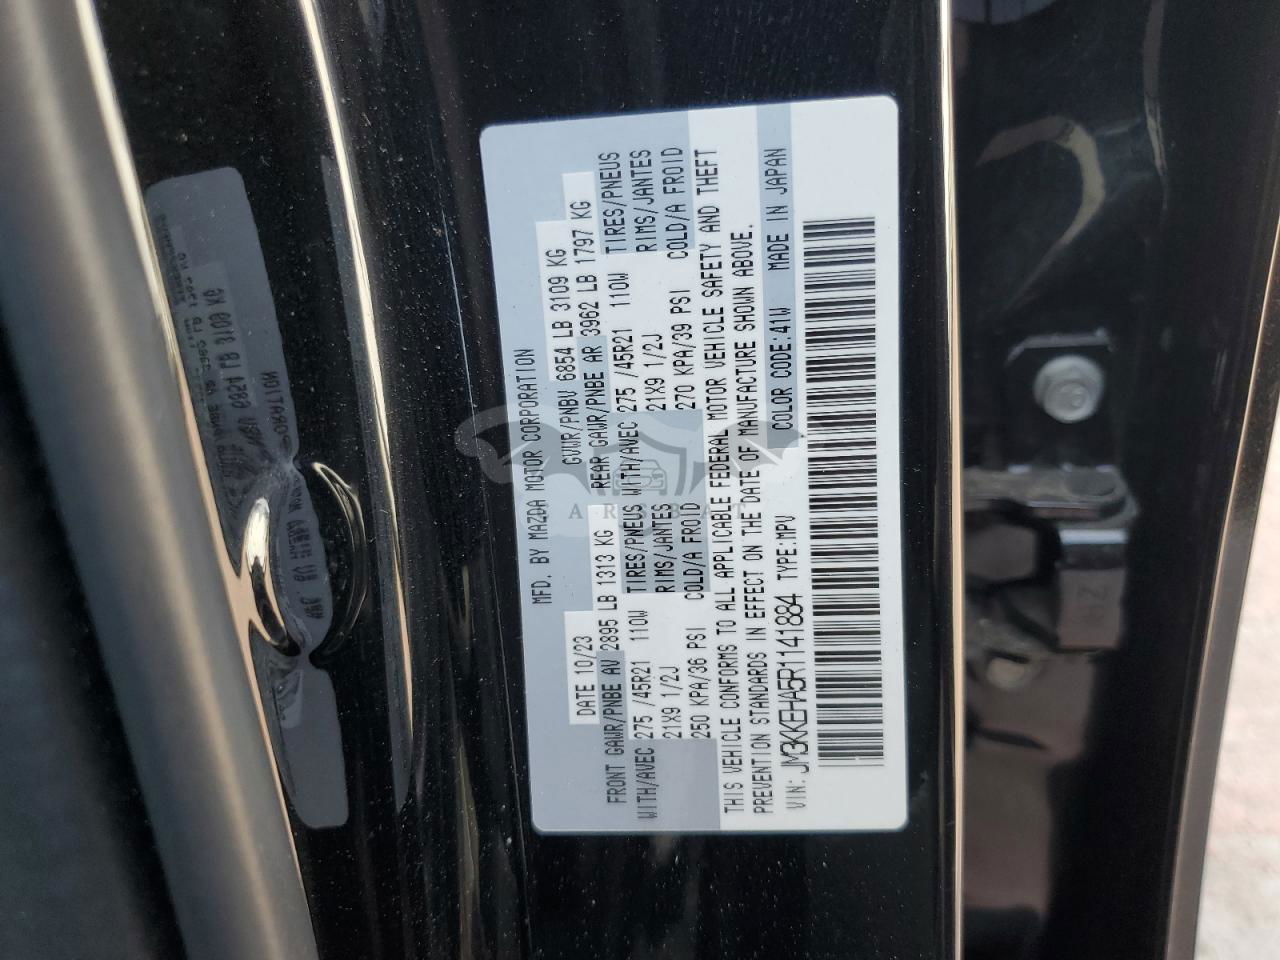 MFD. BY MAZDA MOTOR CORPORATION
DATE 10/23 GVWR/PNBV 6854 LB 3109 KG
FRONT GAWR/PNBE AV 2895 LB 1313 KG REAR GAWR/PNBE AR 3962 LB 1797 KG
WITH/AVEC 275 /45R21 110W TIRES/PNEUS WITH/AVEC 275 /45R21 110W TIRES/PNEUS
21X9 1/2J RIMS/JANTES 21X9 1/2J RIMS/JANTES
250 KPA/36 PSI COLD/A FROID 270 KPA/39 PSI COLD/A FROID
THIS VEHICLE CONFORMS TO ALL APPLICABLE FEDERAL MOTOR VEHICLE SAFETY AND THEFT
PREVENTION STANDARDS IN EFFECT ON THE DATE OF MANUFACTURE SHOWN ABOVE.
COLOR CODE:41W MADE IN JAPAN
VIN: JM3KKEHA5R1141884 TYPE:MPV
CARSBAT